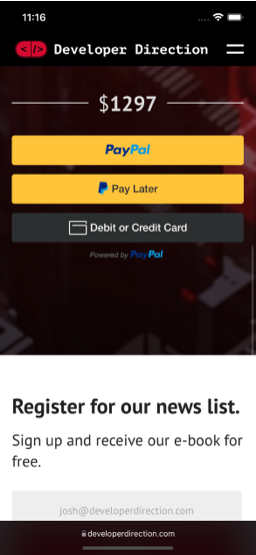 11:16
</> Developer Direction
$1297
PayPal
Pay Later
Debit or Credit Card
Powered by PayPal
Register for our news list.
Sign up and receive our e-book for
free.
josh@developerdirection.com
developerdirection.com